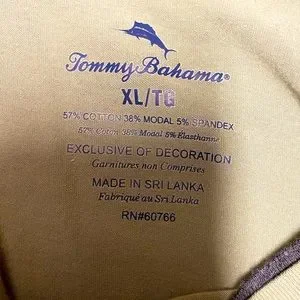 Tommy Bahama®
XL/TG
57% COTTON 38% MODAL 5% SPANDEX
57% Coton 38% Modal 5% Élasthanne
EXCLUSIVE OF DECORATION
Garnitures non Comprises
MADE IN SRI LANKA
Fabriqué au Sri Lanka
RN#60766